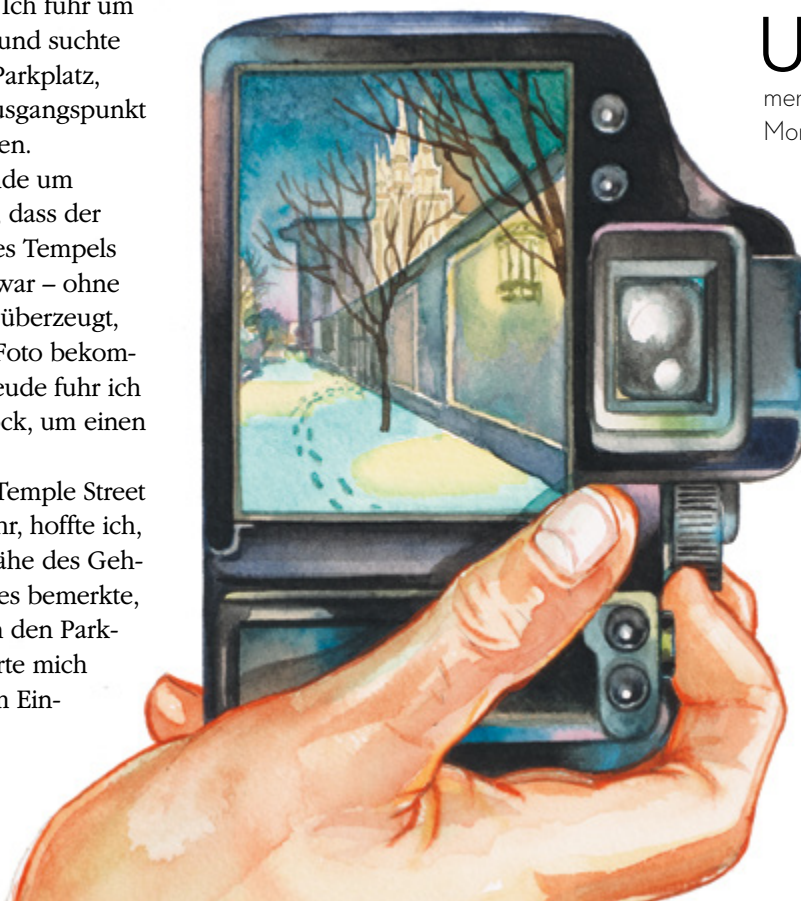 Ich fuhr um
und suchte
Parkplatz,
usgangspunkt
en.
de um
dass der
es Tempels
war – ohne
überzeugt,
Foto bekom-
eude fuhr ich
ck, um einen
Temple Street
hr, hoffte ich,
ähe des Geh-
es bemerkte,
n den Park-
rte mich
n Ein-
U
mer
Mor